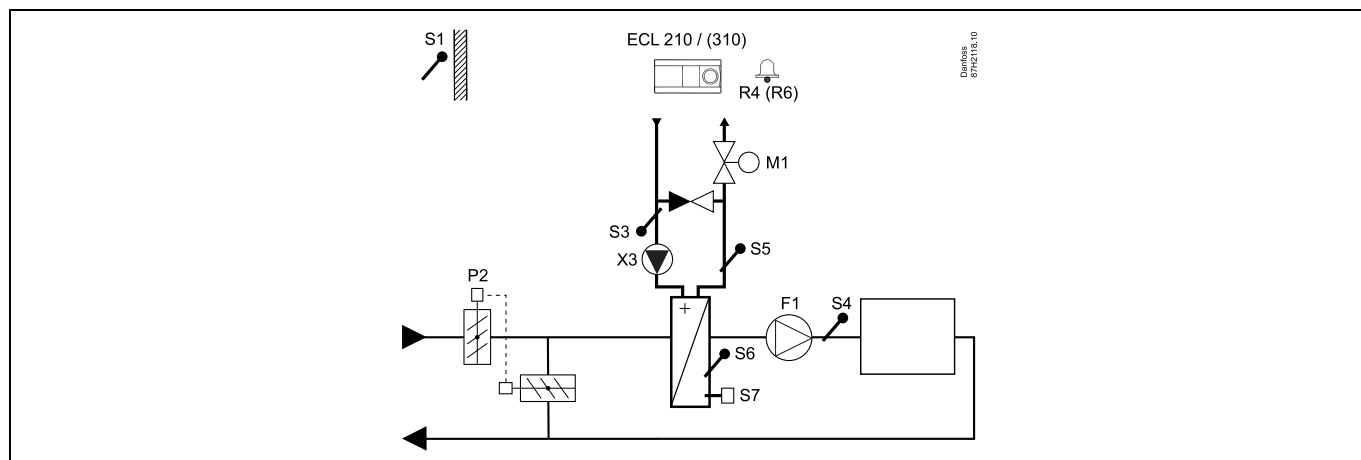 S1
ECL 210 / (310)
Danfoss
87H2118.10
R4 (R6)
M1
S3
S5
X3
P2
F1
S4
+
S6
S7